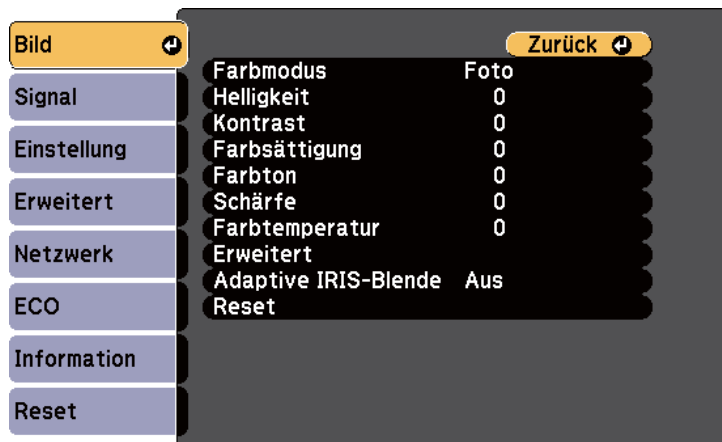 Bild
Signal
Einstellung
Erweitert
Netzwerk
ECO
Information
Reset
Zurück
Farbmodus Foto
Helligkeit 0
Kontrast 0
Farbsättigung 0
Farbton 0
Schärfe 0
Farbtemperatur 0
Erweitert
Adaptive IRIS-Blende Aus
Reset